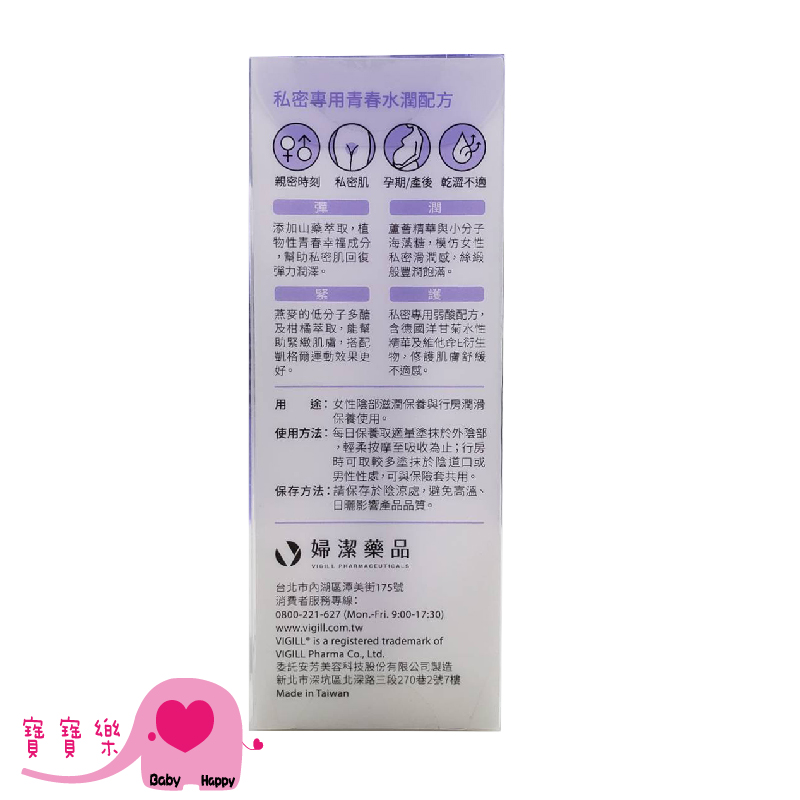 私密專用青春水潤配方
親密時刻 私密肌 孕期/產後 乾澀不適
彈
添加山藥萃取，植
物性青春幸福成分
，幫助私密肌回復
彈力潤澤。
潤
蘆薈精華與小分子
海藻糖，模仿女性
私密滑潤感，絲緞
般豐潤飽滿。
緊
燕麥的低分子多醣
及柑橘萃取，能幫
助緊緻肌膚，搭配
凱格爾運動效果更
好。
護
私密專用弱酸配方，
含德國洋甘菊水性
精華及維他命E衍生
物，修護肌膚舒緩
不適感。
用　途：女性陰部滋潤保養與行房潤滑
保養使用。
使用方法：每日保養取適量塗抹於外陰部
，輕柔按摩至吸收為止；行房
時可取較多塗抹於陰道口或
男性性處，可與保險套共用。
保存方法：請保存於陰涼處，避免高溫、
日曬影響產品品質。
婦潔藥品
VIGILL PHARMACEUTICALS
台北市內湖區潭美街175號
消費者服務專線：
0800-221-627 (Mon.-Fri. 9:00-17:30)
www.vigill.com.tw
VIGILL® is a registered trademark of
VIGILL Pharma Co., Ltd.
委託安芳美容科技股份有限公司製造
新北市深坑區北深路三段270巷2號7樓
Made in Taiwan
寶寶樂
Baby Happy